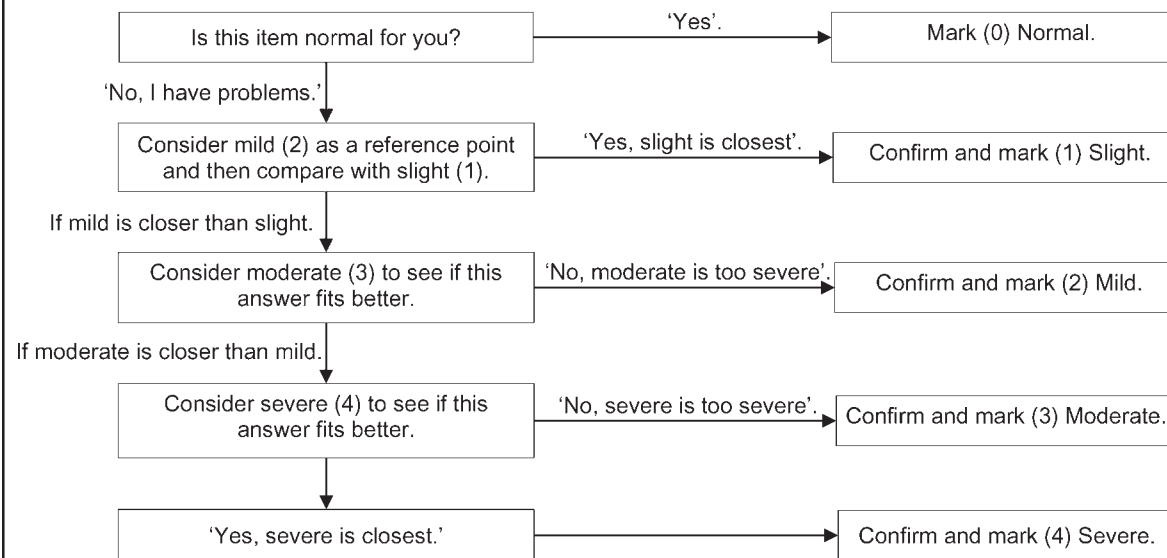 Is this item normal for you?
‘Yes’.
Mark (0) Normal.
‘No, I have problems.’
Consider mild (2) as a reference point
and then compare with slight (1).
‘Yes, slight is closest’.
Confirm and mark (1) Slight.
If mild is closer than slight.
Consider moderate (3) to see if this
answer fits better.
‘No, moderate is too severe’.
Confirm and mark (2) Mild.
If moderate is closer than mild.
Consider severe (4) to see if this
answer fits better.
‘No, severe is too severe’.
Confirm and mark (3) Moderate.
‘Yes, severe is closest.’
Confirm and mark (4) Severe.